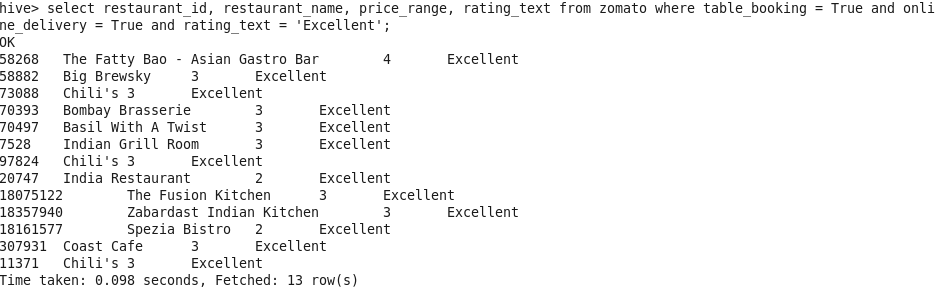 hive> select restaurant_id, restaurant_name, price_range, rating_text from zomato where table_booking = True and onli
ne_delivery = True and rating_text = 'Excellent';
OK
58268	The Fatty Bao - Asian Gastro Bar	4	Excellent
58882	Big Brewsky	3	Excellent
73088	Chili's	3	Excellent
70393	Bombay Brasserie	3	Excellent
70497	Basil With A Twist	3	Excellent
7528	Indian Grill Room	3	Excellent
97824	Chili's	3	Excellent
20747	India Restaurant	2	Excellent
18075122	The Fusion Kitchen	3	Excellent
18357940	Zabardast Indian Kitchen	3	Excellent
18161577	Spezia Bistro	2	Excellent
307931	Coast Cafe	3	Excellent
11371	Chili's	3	Excellent
Time taken: 0.098 seconds, Fetched: 13 row(s)